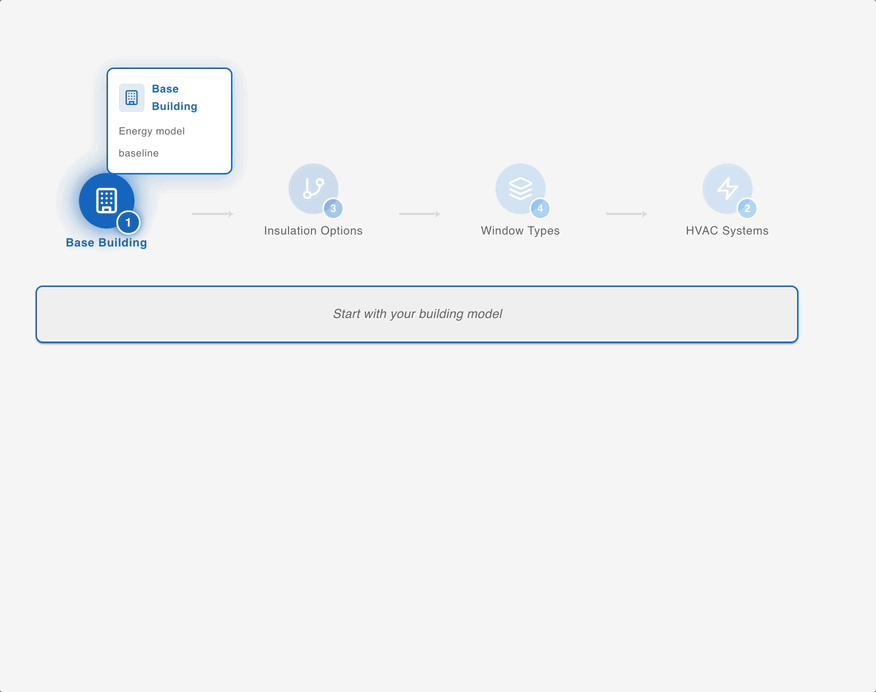 Base
Building
Energy model
baseline
1
Base Building
3
Insulation Options
4
Window Types
2
HVAC Systems
Start with your building model